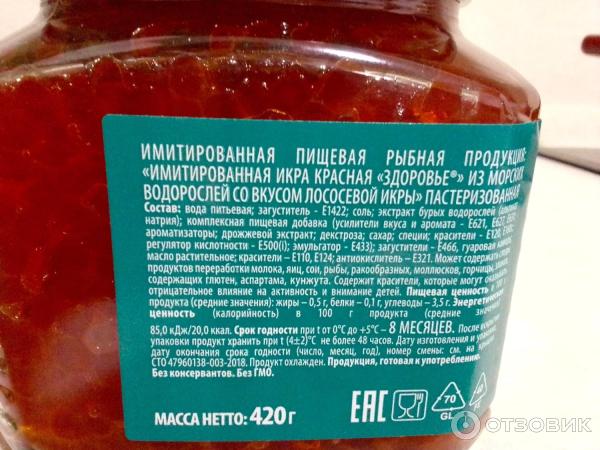 ИМИТИРОВАННАЯ ПИЩЕВАЯ РЫБНАЯ ПРОДУКЦИЯ:
«ИМИТИРОВАННАЯ ИКРА КРАСНАЯ «ЗДОРОВЬЕ®» ИЗ МОРСКИХ
ВОДОРОСЛЕЙ СО ВКУСОМ ЛОСОСЕВОЙ ИКРЫ» ПАСТЕРИЗОВАННАЯ
Состав: вода питьевая; загуститель - Е1422; соль; экстракт бурых водорослей
натрия); комплексная пищевая добавка (усилители вкуса и аромата - Е621,
ароматизаторы; дрожжевой экстракт; декстроза; сахар; специи; красители -
регулятор кислотности - Е500(i); эмульгатор - Е433); загустители - Е466, гуаровая
масло растительное; красители – Е110, Е124; антиокислитель – Е321. Может содержать
продуктов переработки молока, яиц, сои, рыбы, ракообразных, моллюсков, горчицы,
содержащих глютен, аспартама, кунжута. Содержит красители, которые могут
отрицательное влияние на активность и внимание детей. Пищевая ценность в 100 г
продукта (средние значения): жиры – 0,5 г, белки – 0,1 г, углеводы – 3,5 г. Энергетическая
ценность (калорийность) в 100 г продукта (средние
85,0 кДж/20,0 ккал. Срок годности при t от 0°С до +5°С – 8 МЕСЯЦЕВ. После
упаковки продукт хранить при t (4±2)°С не более 48 часов. Дату изготовления и
дату окончания срока годности (число, месяц, год), номер смены: см. на
СТО 47960138-003-2018. Продукт охлажден. Продукция, готовая к употреблению.
Без консервантов. Без ГМО.
МАССА НЕТТО: 420 г
EAC
70
GL
ОТЗОВИК